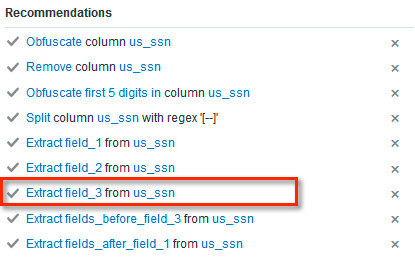 Recommendations
Obfuscate column us_ssn
Remove column us_ssn
Obfuscate first 5 digits in column us_ssn
Split column us_ssn with regex '[--]'
Extract field_1 from us_ssn
Extract field_2 from us_ssn
Extract field_3 from us_ssn
Extract fields_before_field_3 from us_ssn
Extract fields_after_field_1 from us_ssn